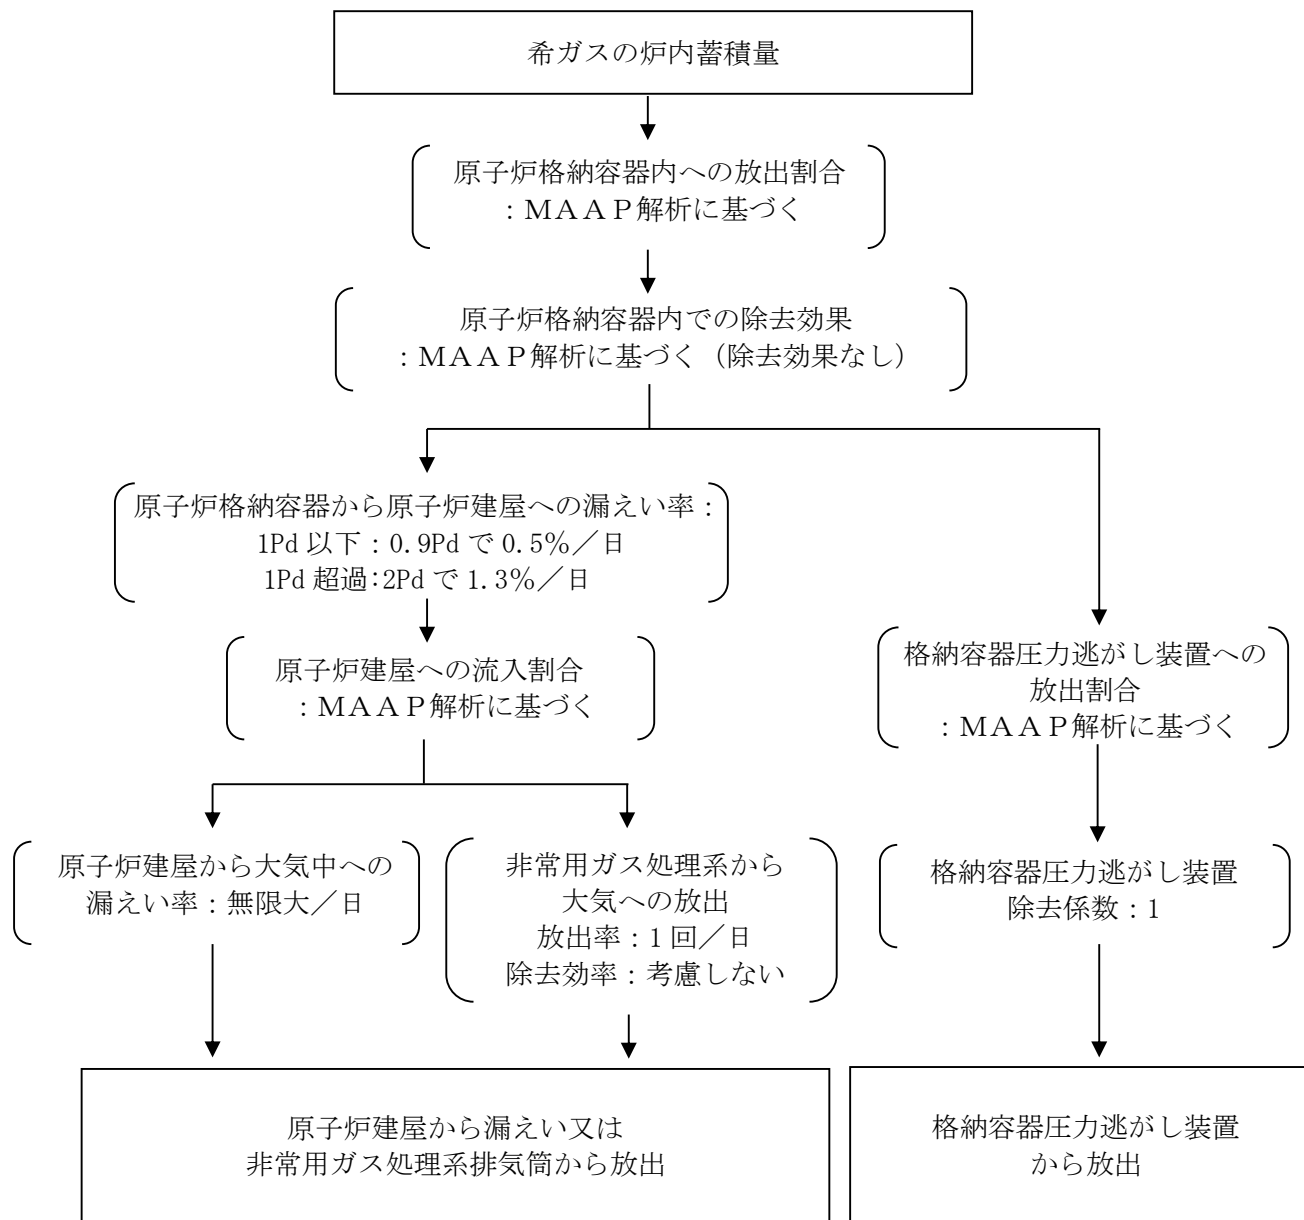 希ガスの炉内蓄積量
原子炉格納容器内への放出割合
：ＭＡＡＰ解析に基づく
原子炉格納容器内での除去効果
：ＭＡＡＰ解析に基づく（除去効果なし）
原子炉格納容器から原子炉建屋への漏えい率：
1Pd 以下：0.9Pd で 0.5％／日
1Pd 超過：2Pd で 1.3％／日
原子炉建屋への流入割合
：ＭＡＡＰ解析に基づく
格納容器圧力逃がし装置への
放出割合
：ＭＡＡＰ解析に基づく
原子炉建屋から大気中への
漏えい率：無限大／日
非常用ガス処理系から
大気への放出
放出率：1 回／日
除去効率：考慮しない
格納容器圧力逃がし装置
除去係数：1
原子炉建屋から漏えい又は
非常用ガス処理系排気筒から放出
格納容器圧力逃がし装置
から放出